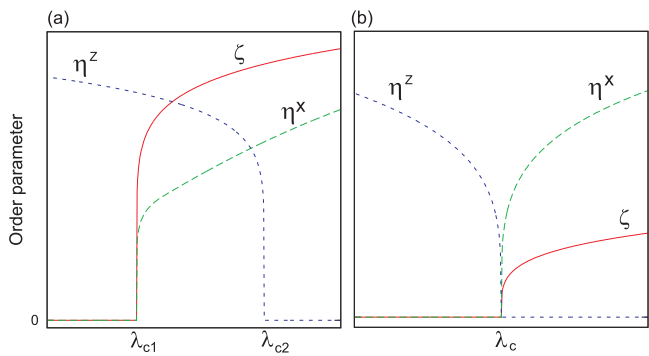 (a)
(b)
η^z
ζ
η^x
η^z
η^x
ζ
Order parameter
0
λ_c1
λ_c2
λ_c